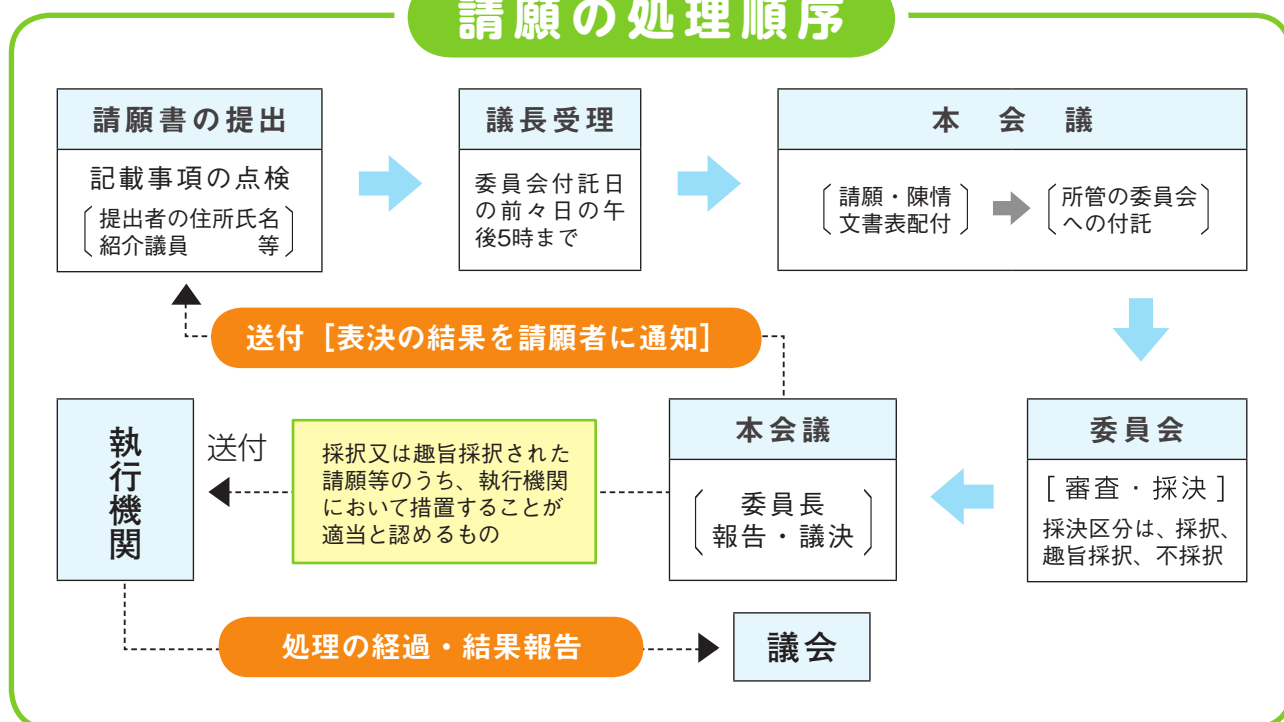 請願の処理順序
請願書の提出
記載事項の点検
提出者の住所氏名
紹介議員 等
議長受理
委員会付託日
の前々日の午
後5時まで
本会議
請願・陳情
文書表配付
所管の委員会
への付託
送付［表決の結果を請願者に通知］
執行機関
送付
採択又は趣旨採択された
請願等のうち、執行機関
において措置することが
適当と認めるもの
本会議
委員長
報告・議決
委員会
［審査・採決］
採決区分は、採択、
趣旨採択、不採択
処理の経過・結果報告
議会